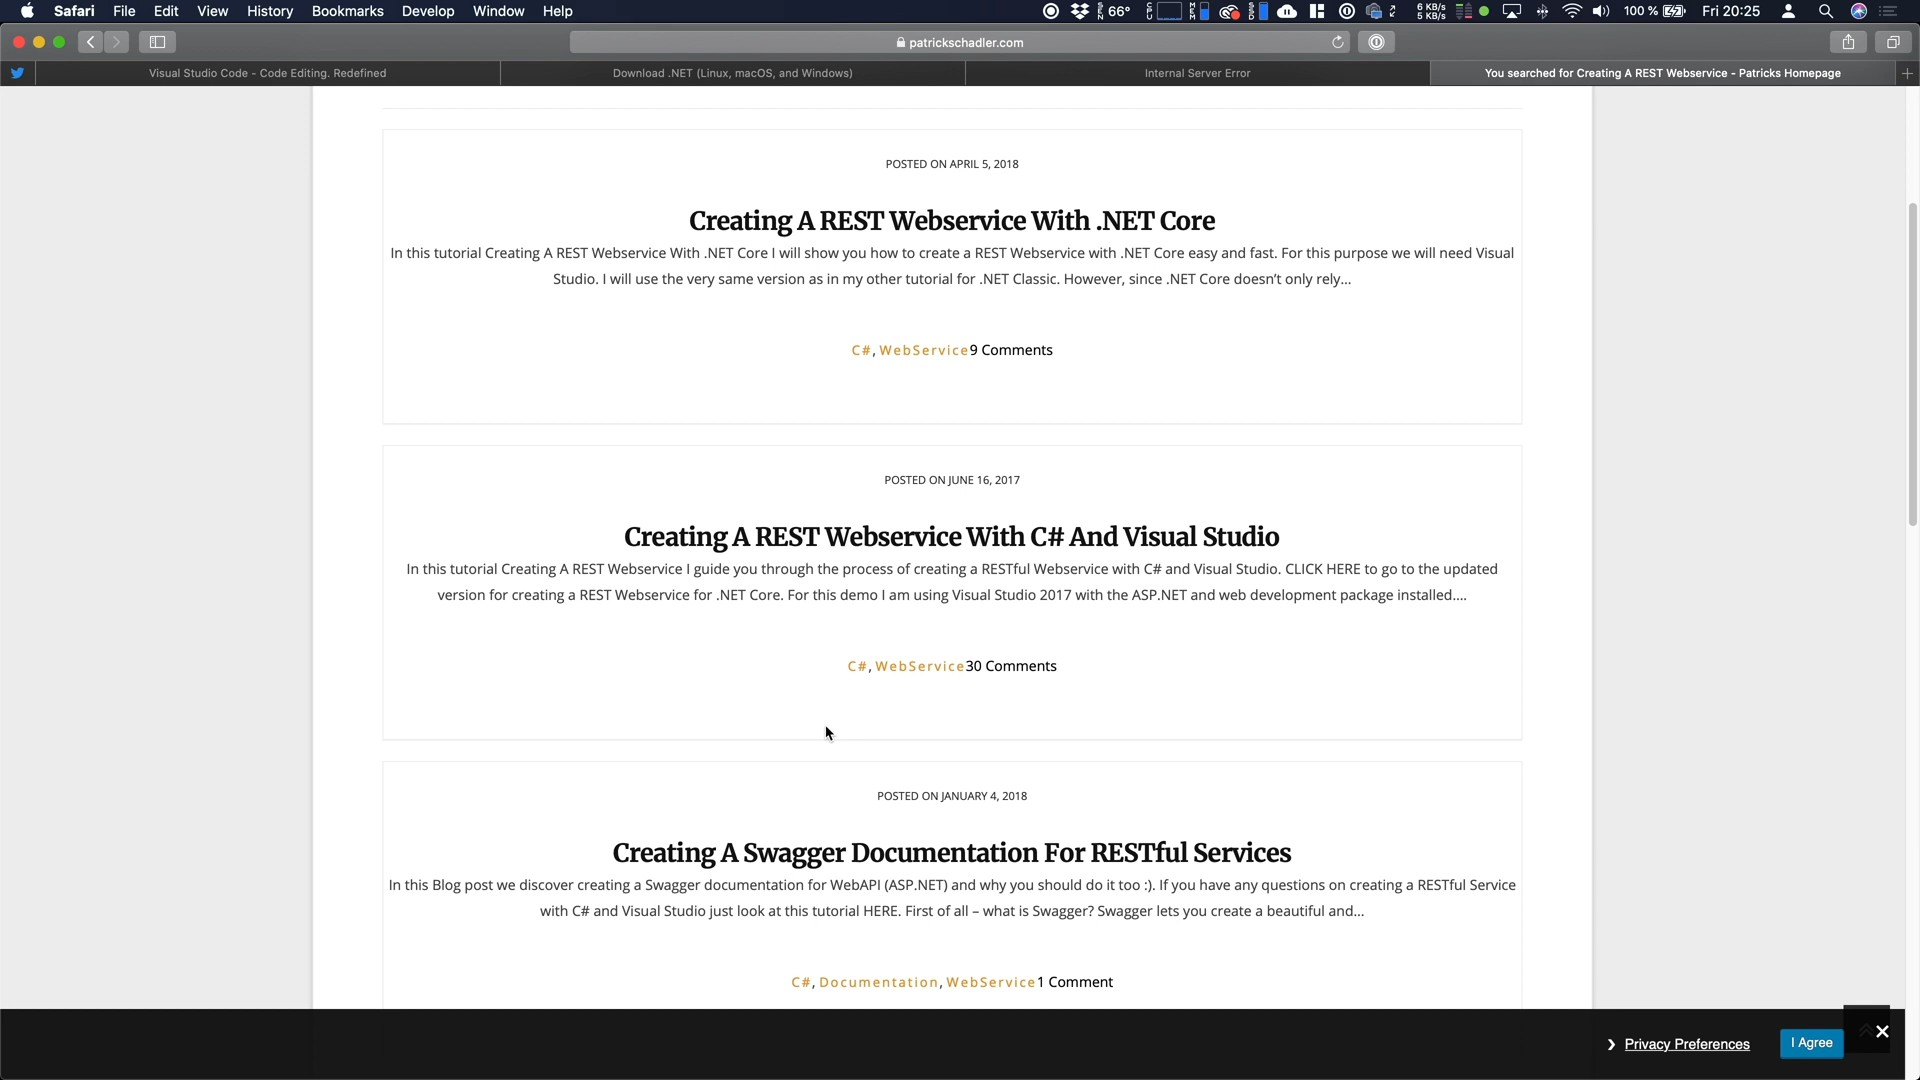 Safari File Edit View History Bookmarks Develop Window Help 66° 6 KB/s 5 KB/s 100 % Fri 20:25
patrickschadler.com
Visual Studio Code - Code Editing. Redefined
Download .NET (Linux, macOS, and Windows)
Internal Server Error
You searched for Creating A REST Webservice - Patricks Homepage
POSTED ON APRIL 5, 2018
Creating A REST Webservice With .NET Core
In this tutorial Creating A REST Webservice With .NET Core I will show you how to create a REST Webservice with .NET Core easy and fast. For this purpose we will need Visual
Studio. I will use the very same version as in my other tutorial for .NET Classic. However, since .NET Core doesn’t only rely...
C#, WebService9 Comments
POSTED ON JUNE 16, 2017
Creating A REST Webservice With C# And Visual Studio
In this tutorial Creating A REST Webservice I guide you through the process of creating a RESTful Webservice with C# and Visual Studio. CLICK HERE to go to the updated
version for creating a REST Webservice for .NET Core. For this demo I am using Visual Studio 2017 with the ASP.NET and web development package installed....
C#, WebService30 Comments
POSTED ON JANUARY 4, 2018
Creating A Swagger Documentation For RESTful Services
In this Blog post we discover creating a Swagger documentation for WebAPI (ASP.NET) and why you should do it too :). If you have any questions on creating a RESTful Service
with C# and Visual Studio just look at this tutorial HERE. First of all – what is Swagger? Swagger lets you create a beautiful and...
C#, Documentation, WebService1 Comment
Privacy Preferences
I Agree